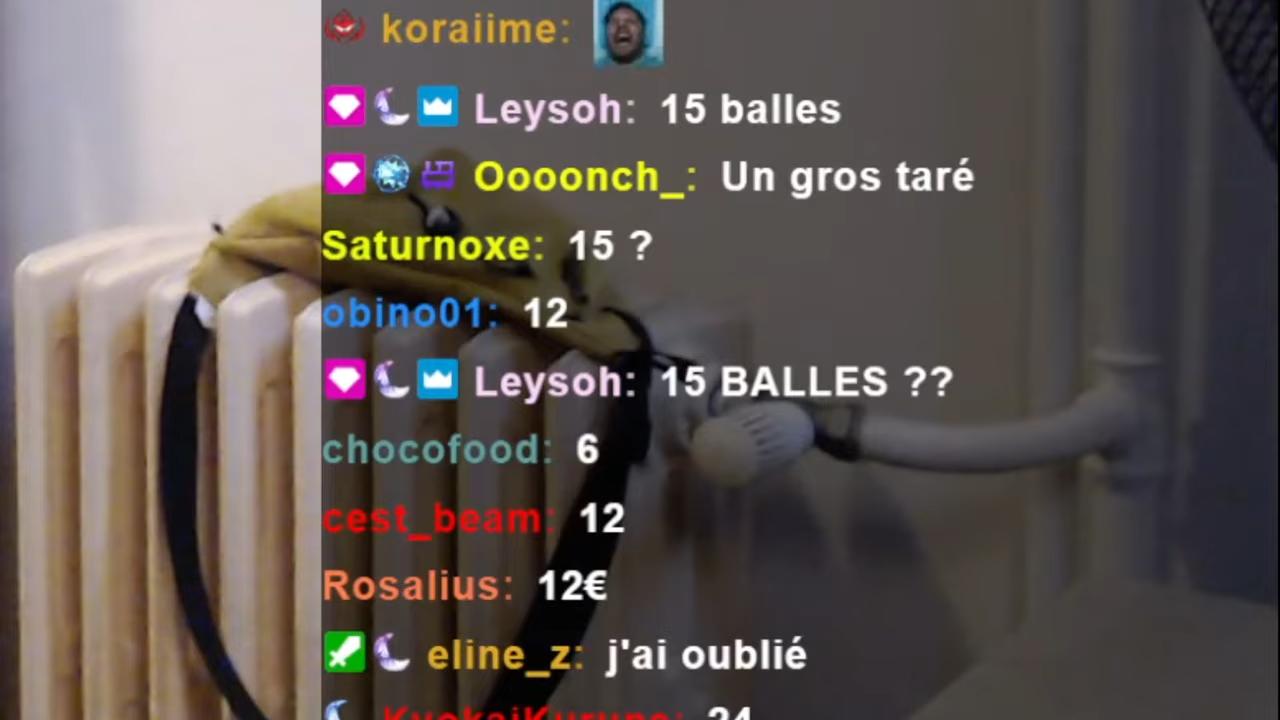 koraiime:
Leysoh: 15 balles
Oooonch_: Un gros taré
Saturnoxe: 15 ?
obino01: 12
Leysoh: 15 BALLES ??
chocofood: 6
cest_beam: 12
Rosalius: 12€
eline_z: j'ai oublié
24